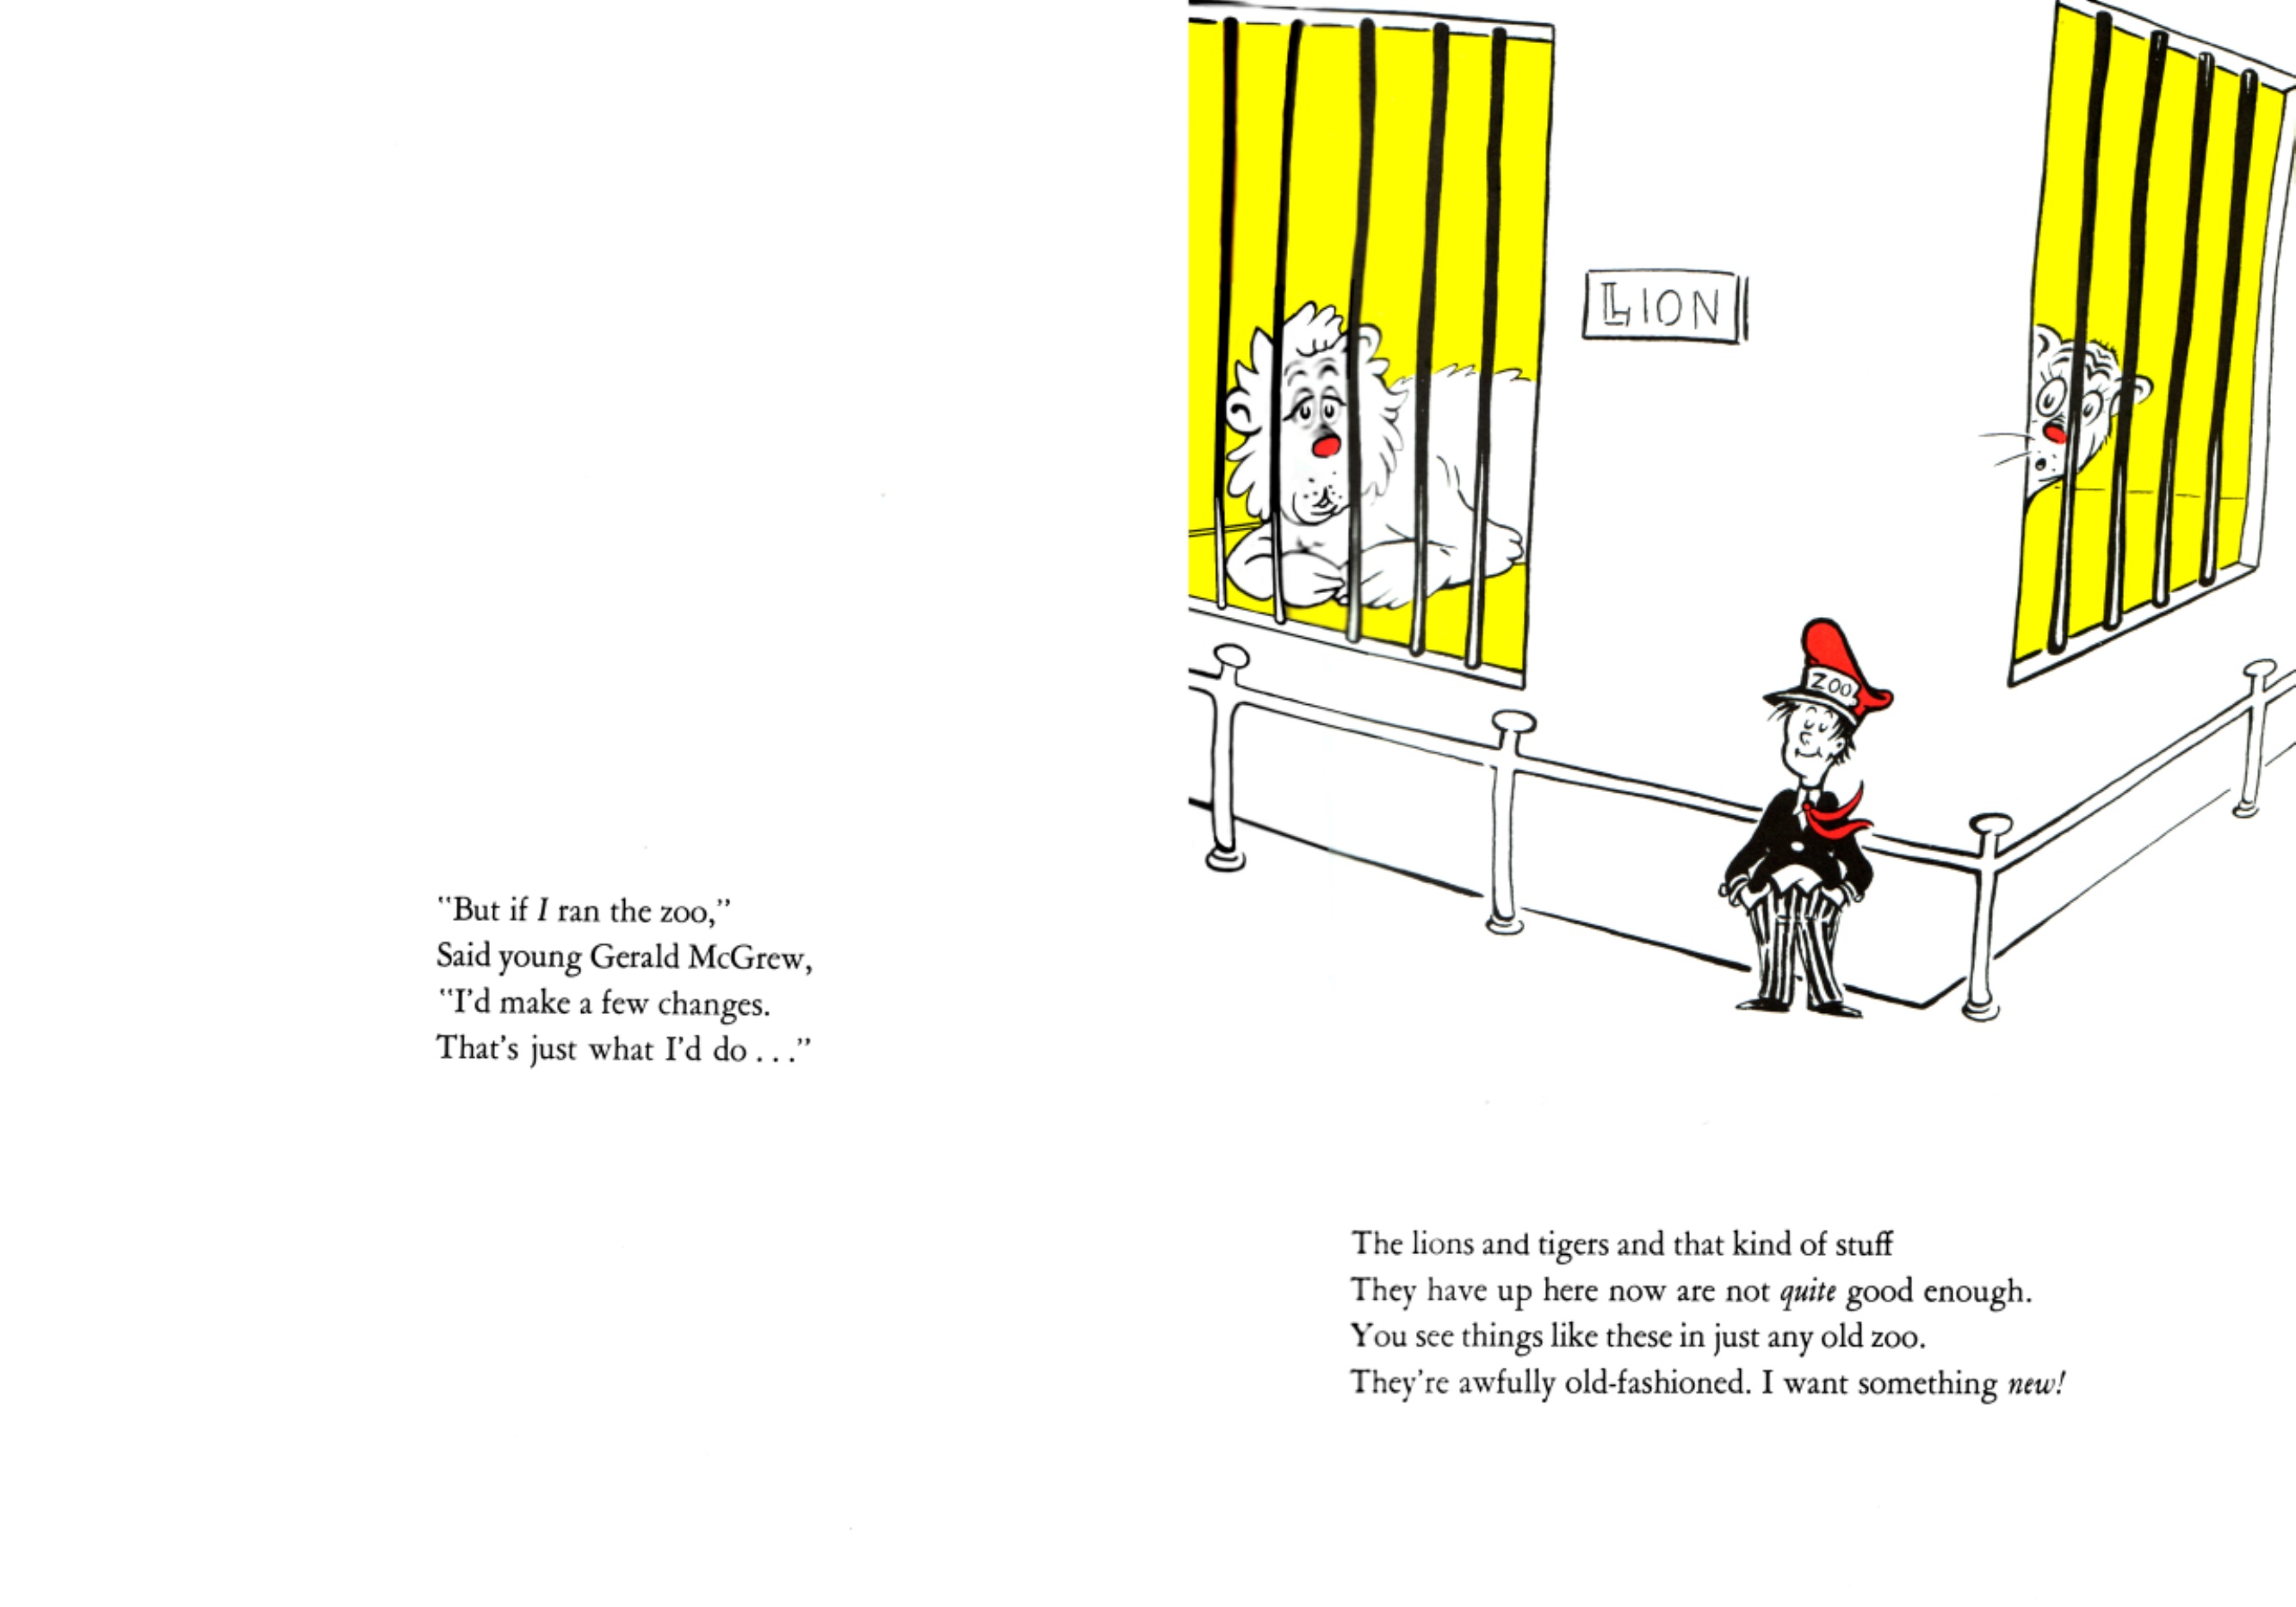 "But if I ran the zoo,"
Said young Gerald McGrew,
"I'd make a few changes.
That's just what I'd do . . ."
LION
ZOO
The lions and tigers and that kind of stuff
They have up here now are not quite good enough.
You see things like these in just any old zoo.
They're awfully old-fashioned. I want something new!